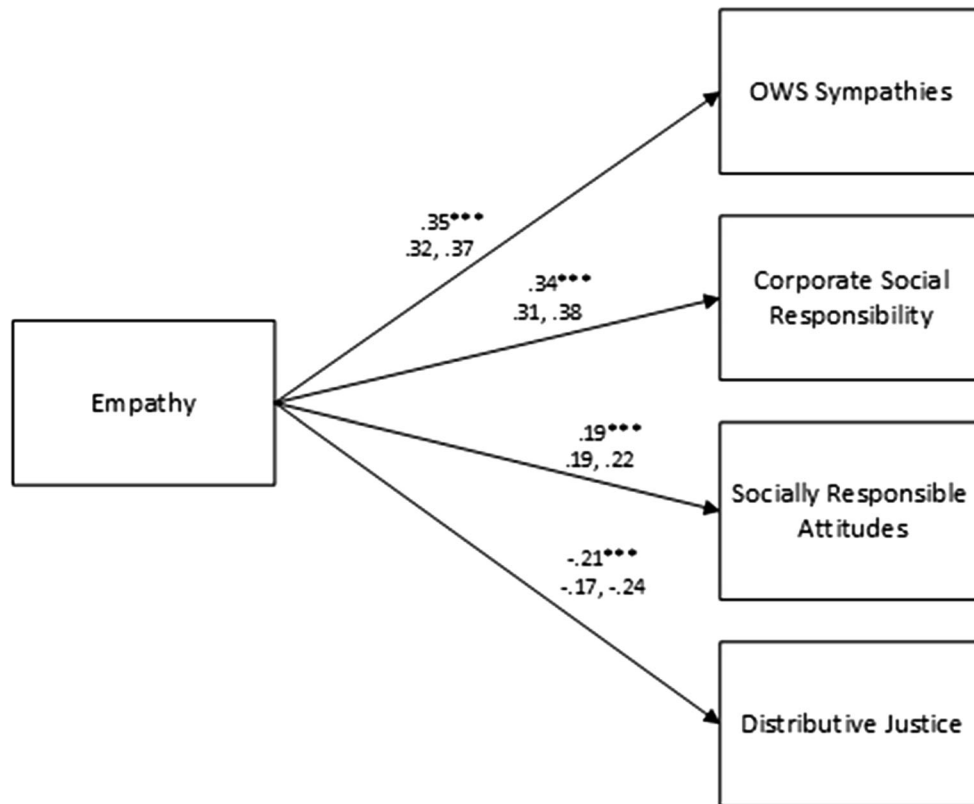 OWS Sympathies
.35***
.32, .37
Corporate Social
Responsibility
.34***
.31, .38
Empathy
.19***
.19, .22
Socially Responsible
Attitudes
-.21***
-.17, -.24
Distributive Justice